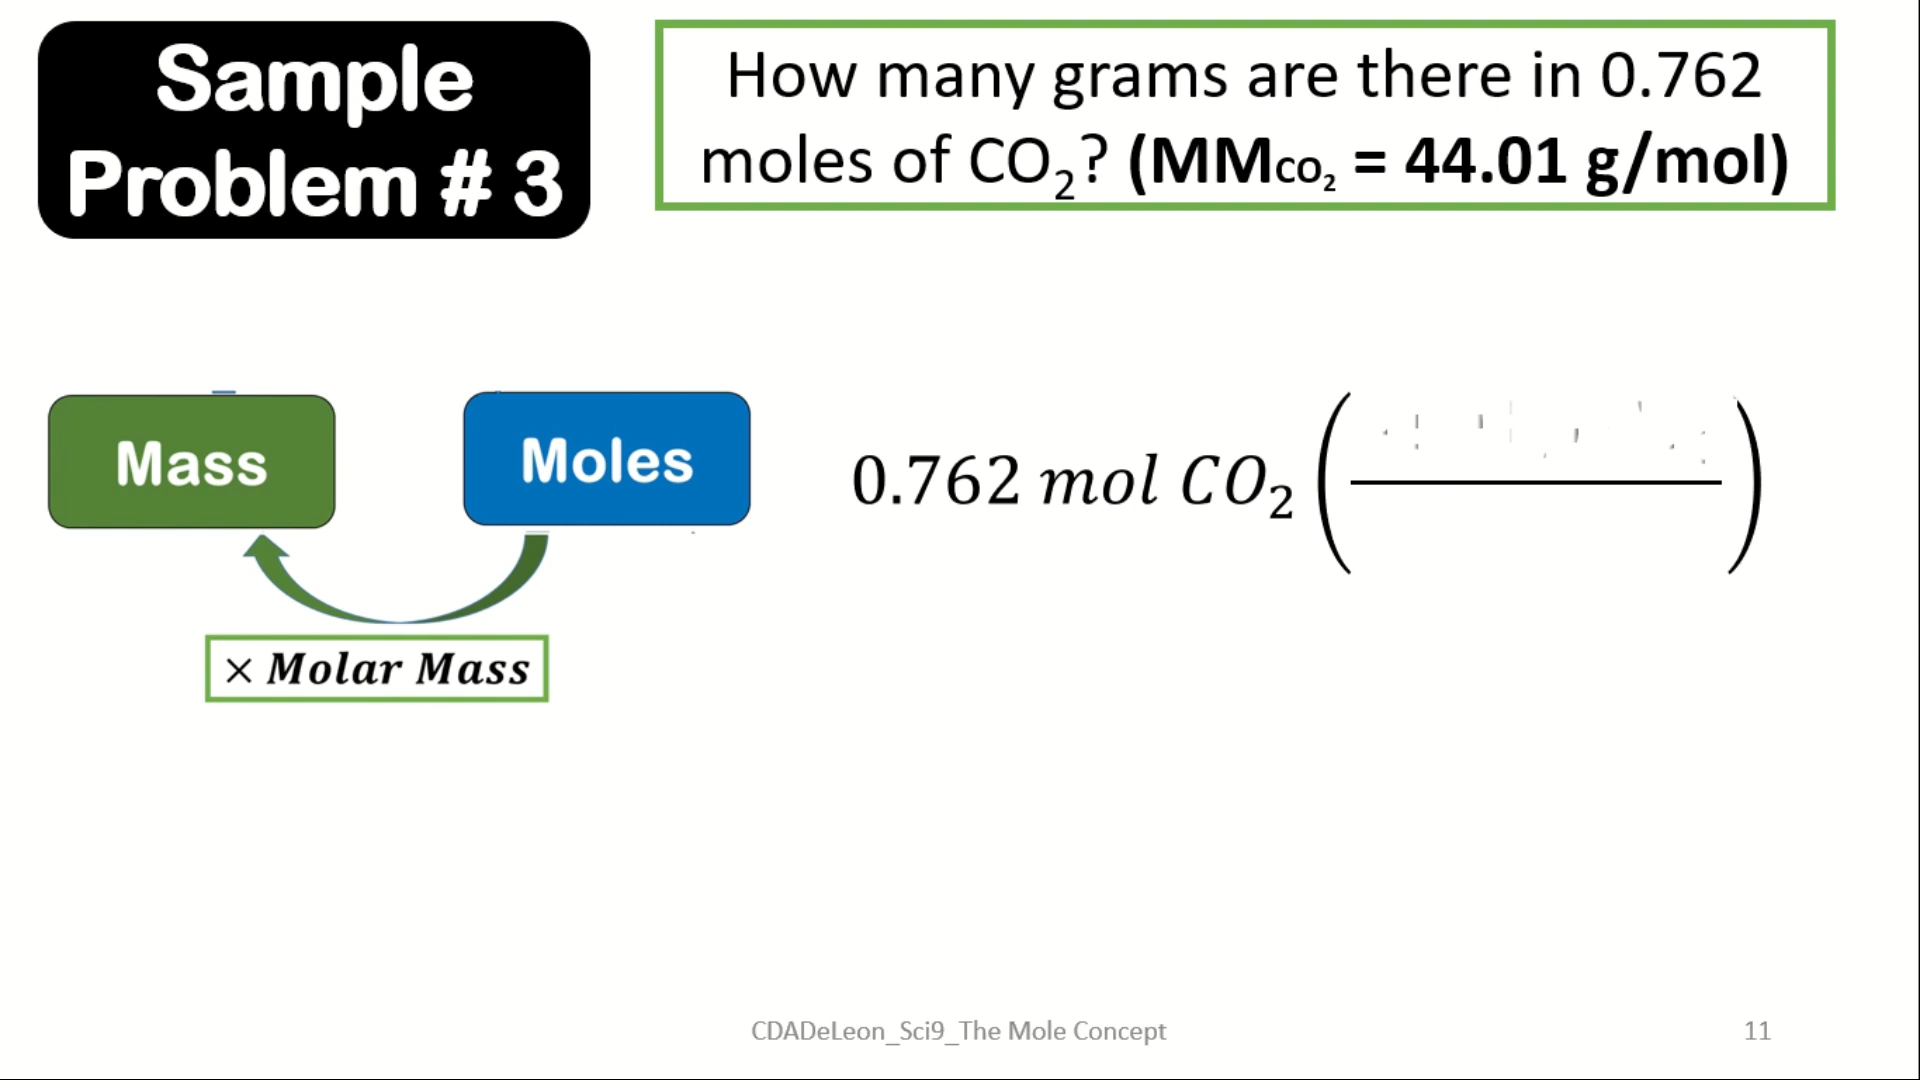 Sample
Problem # 3
How many grams are there in 0.762
moles of CO₂? (MMCO₂ = 44.01 g/mol)
Mass
Moles
0.762 mol CO₂ ( )
× Molar Mass
CDADeLeon_Sci9_The Mole Concept
11